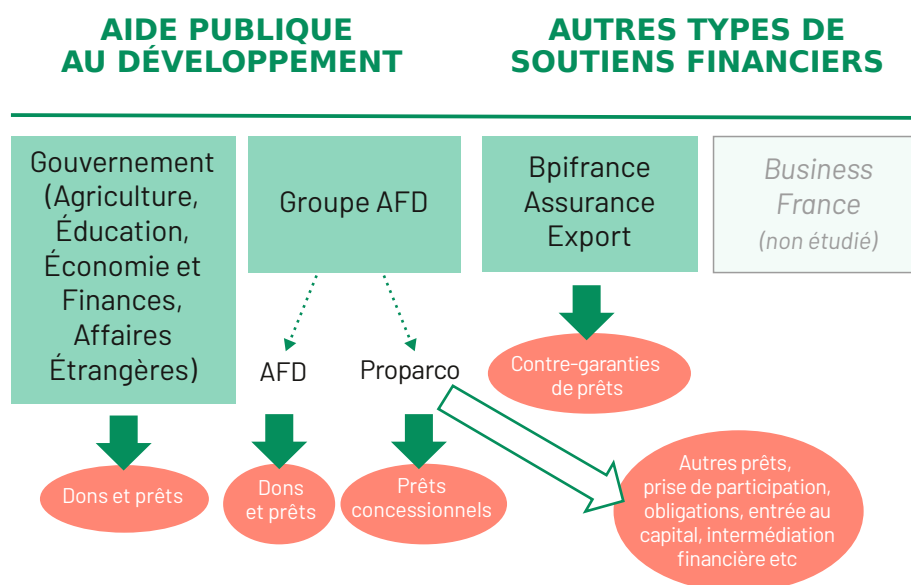 AIDE PUBLIQUE
AU DÉVELOPPEMENT
AUTRES TYPES DE
SOUTIENS FINANCIERS
Gouvernement
(Agriculture,
Éducation,
Économie et
Finances,
Affaires
Étrangères)
Groupe AFD
Bpifrance
Assurance
Export
Business
France
(non étudié)
AFD
Proparco
Contre-garanties
de prêts
Dons et prêts
Dons
et prêts
Prêts
concessionnels
Autres prêts,
prise de participation,
obligations, entrée au
capital, intermédiation
financière etc